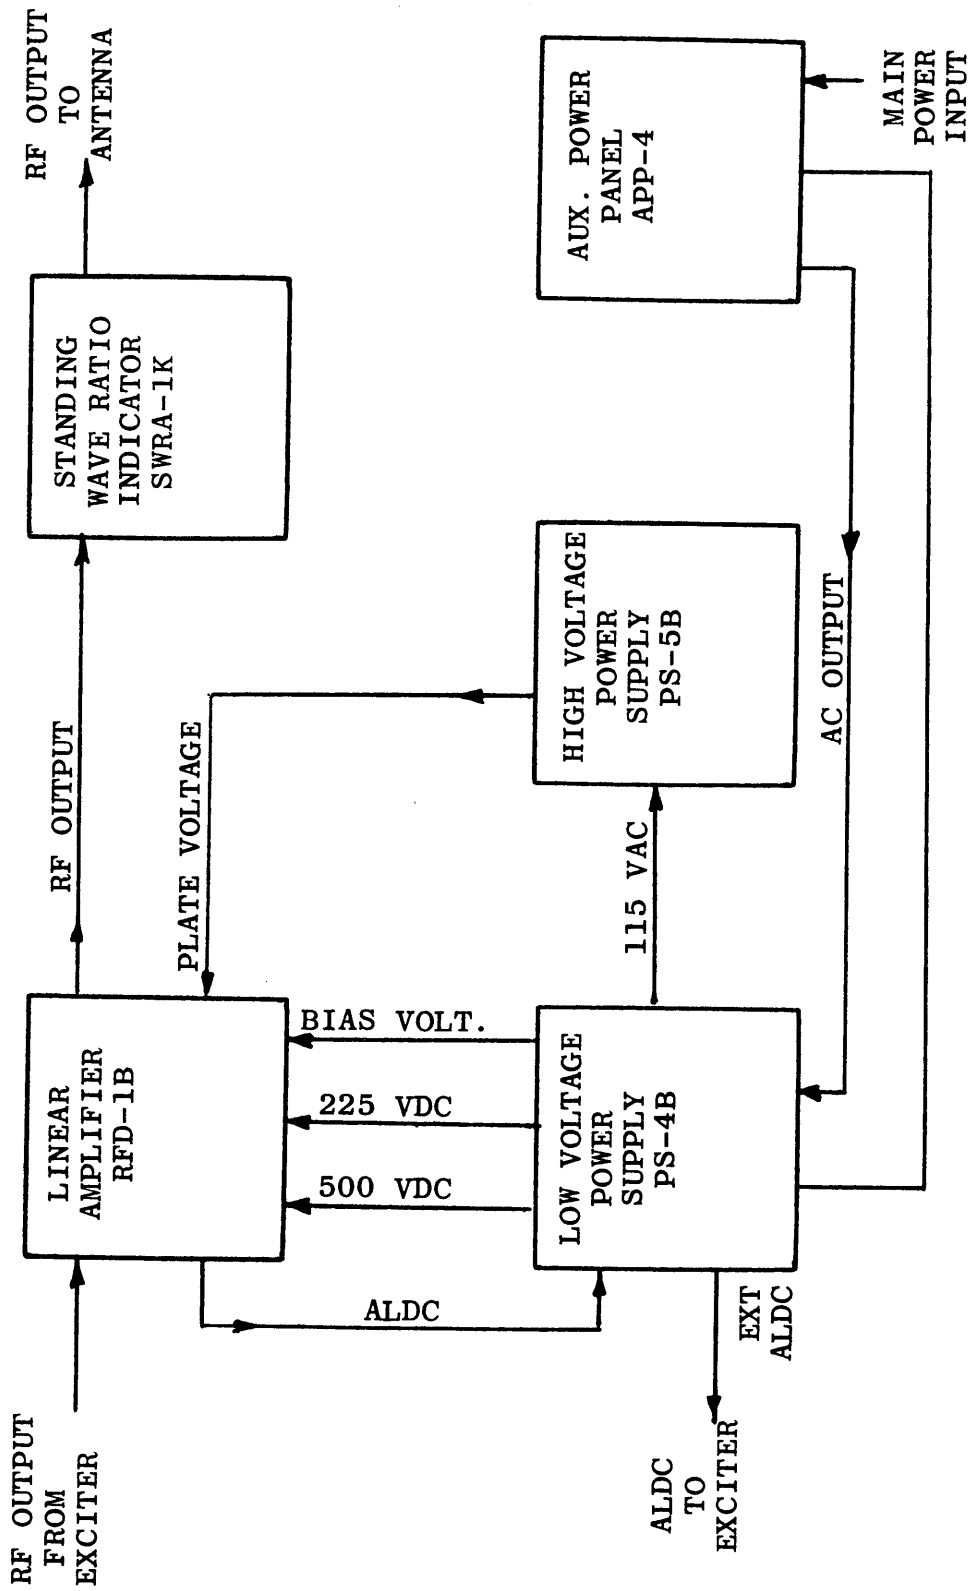 RF OUTPUT
FROM
EXCITER
LINEAR
AMPLIFIER
RFD-1B
RF OUTPUT
STANDING
WAVE RATIO
INDICATOR
SWRA-1K
RF OUTPUT
TO
ANTENNA
PLATE VOLTAGE
BIAS VOLT.
225 VDC
500 VDC
ALDC
LOW VOLTAGE
POWER
SUPPLY
PS-4B
115 VAC
HIGH VOLTAGE
POWER
SUPPLY
PS-5B
AUX. POWER
PANEL
APP-4
ALDC
TO
EXCITER
EXT
ALDC
AC OUTPUT
MAIN
POWER
INPUT